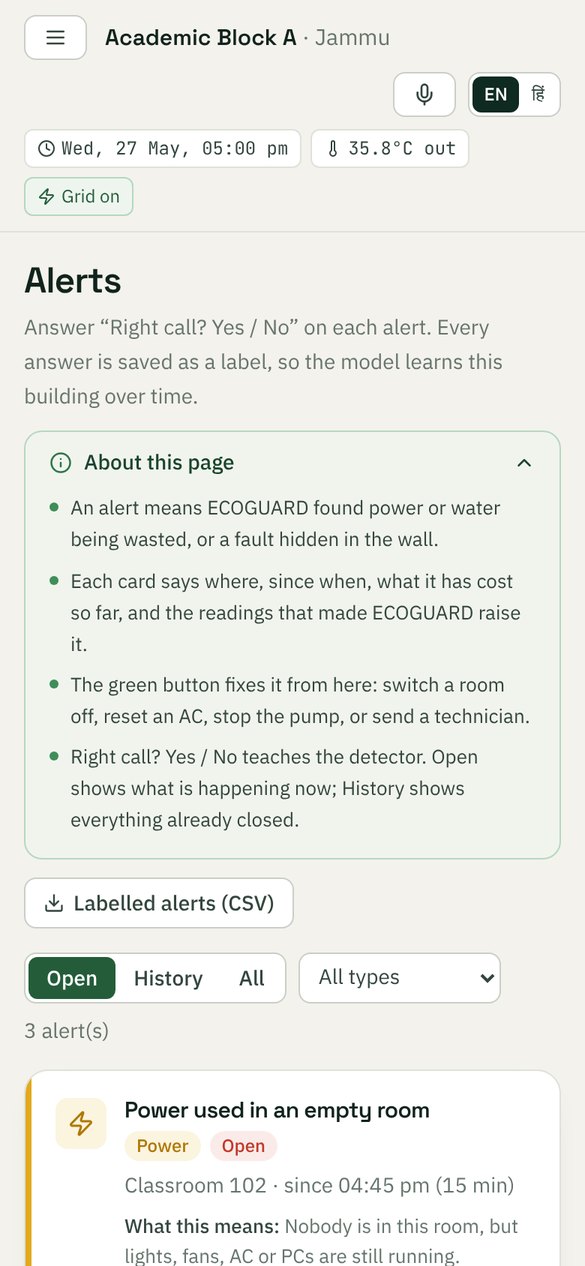 Academic Block A · Jammu
EN हिं
Wed, 27 May, 05:00 pm 35.8°C out
Grid on
Alerts
Answer “Right call? Yes / No” on each alert. Every
answer is saved as a label, so the model learns this
building over time.
About this page
An alert means ECOGUARD found power or water
being wasted, or a fault hidden in the wall.
Each card says where, since when, what it has cost
so far, and the readings that made ECOGUARD raise
it.
The green button fixes it from here: switch a room
off, reset an AC, stop the pump, or send a technician.
Right call? Yes / No teaches the detector. Open
shows what is happening now; History shows
everything already closed.
Labelled alerts (CSV)
Open History All All types
3 alert(s)
Power used in an empty room
Power Open
Classroom 102 · since 04:45 pm (15 min)
What this means: Nobody is in this room, but
lights, fans, AC or PCs are still running.